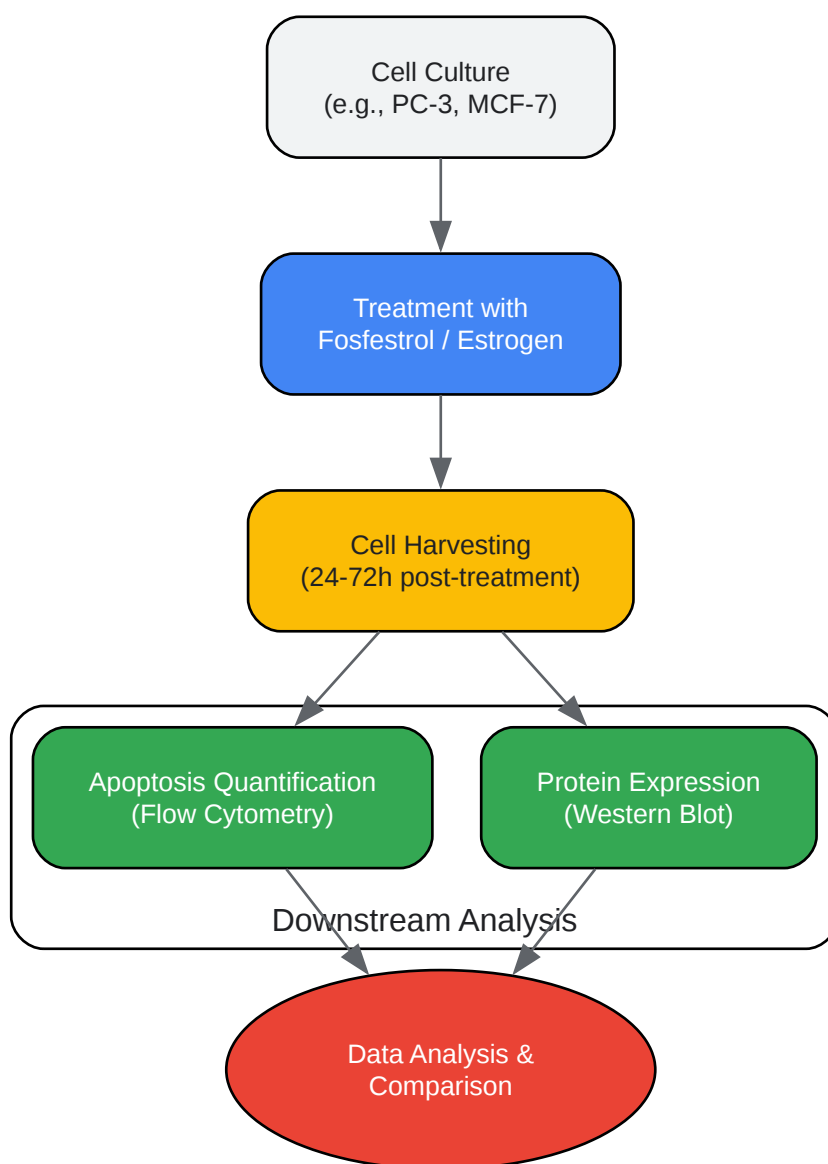 Cell Culture
(e.g., PC-3, MCF-7)
Treatment with
Fosfestrol / Estrogen
Cell Harvesting
(24-72h post-treatment)
Apoptosis Quantification
(Flow Cytometry)
Protein Expression
(Western Blot)
Downstream Analysis
Data Analysis &
Comparison